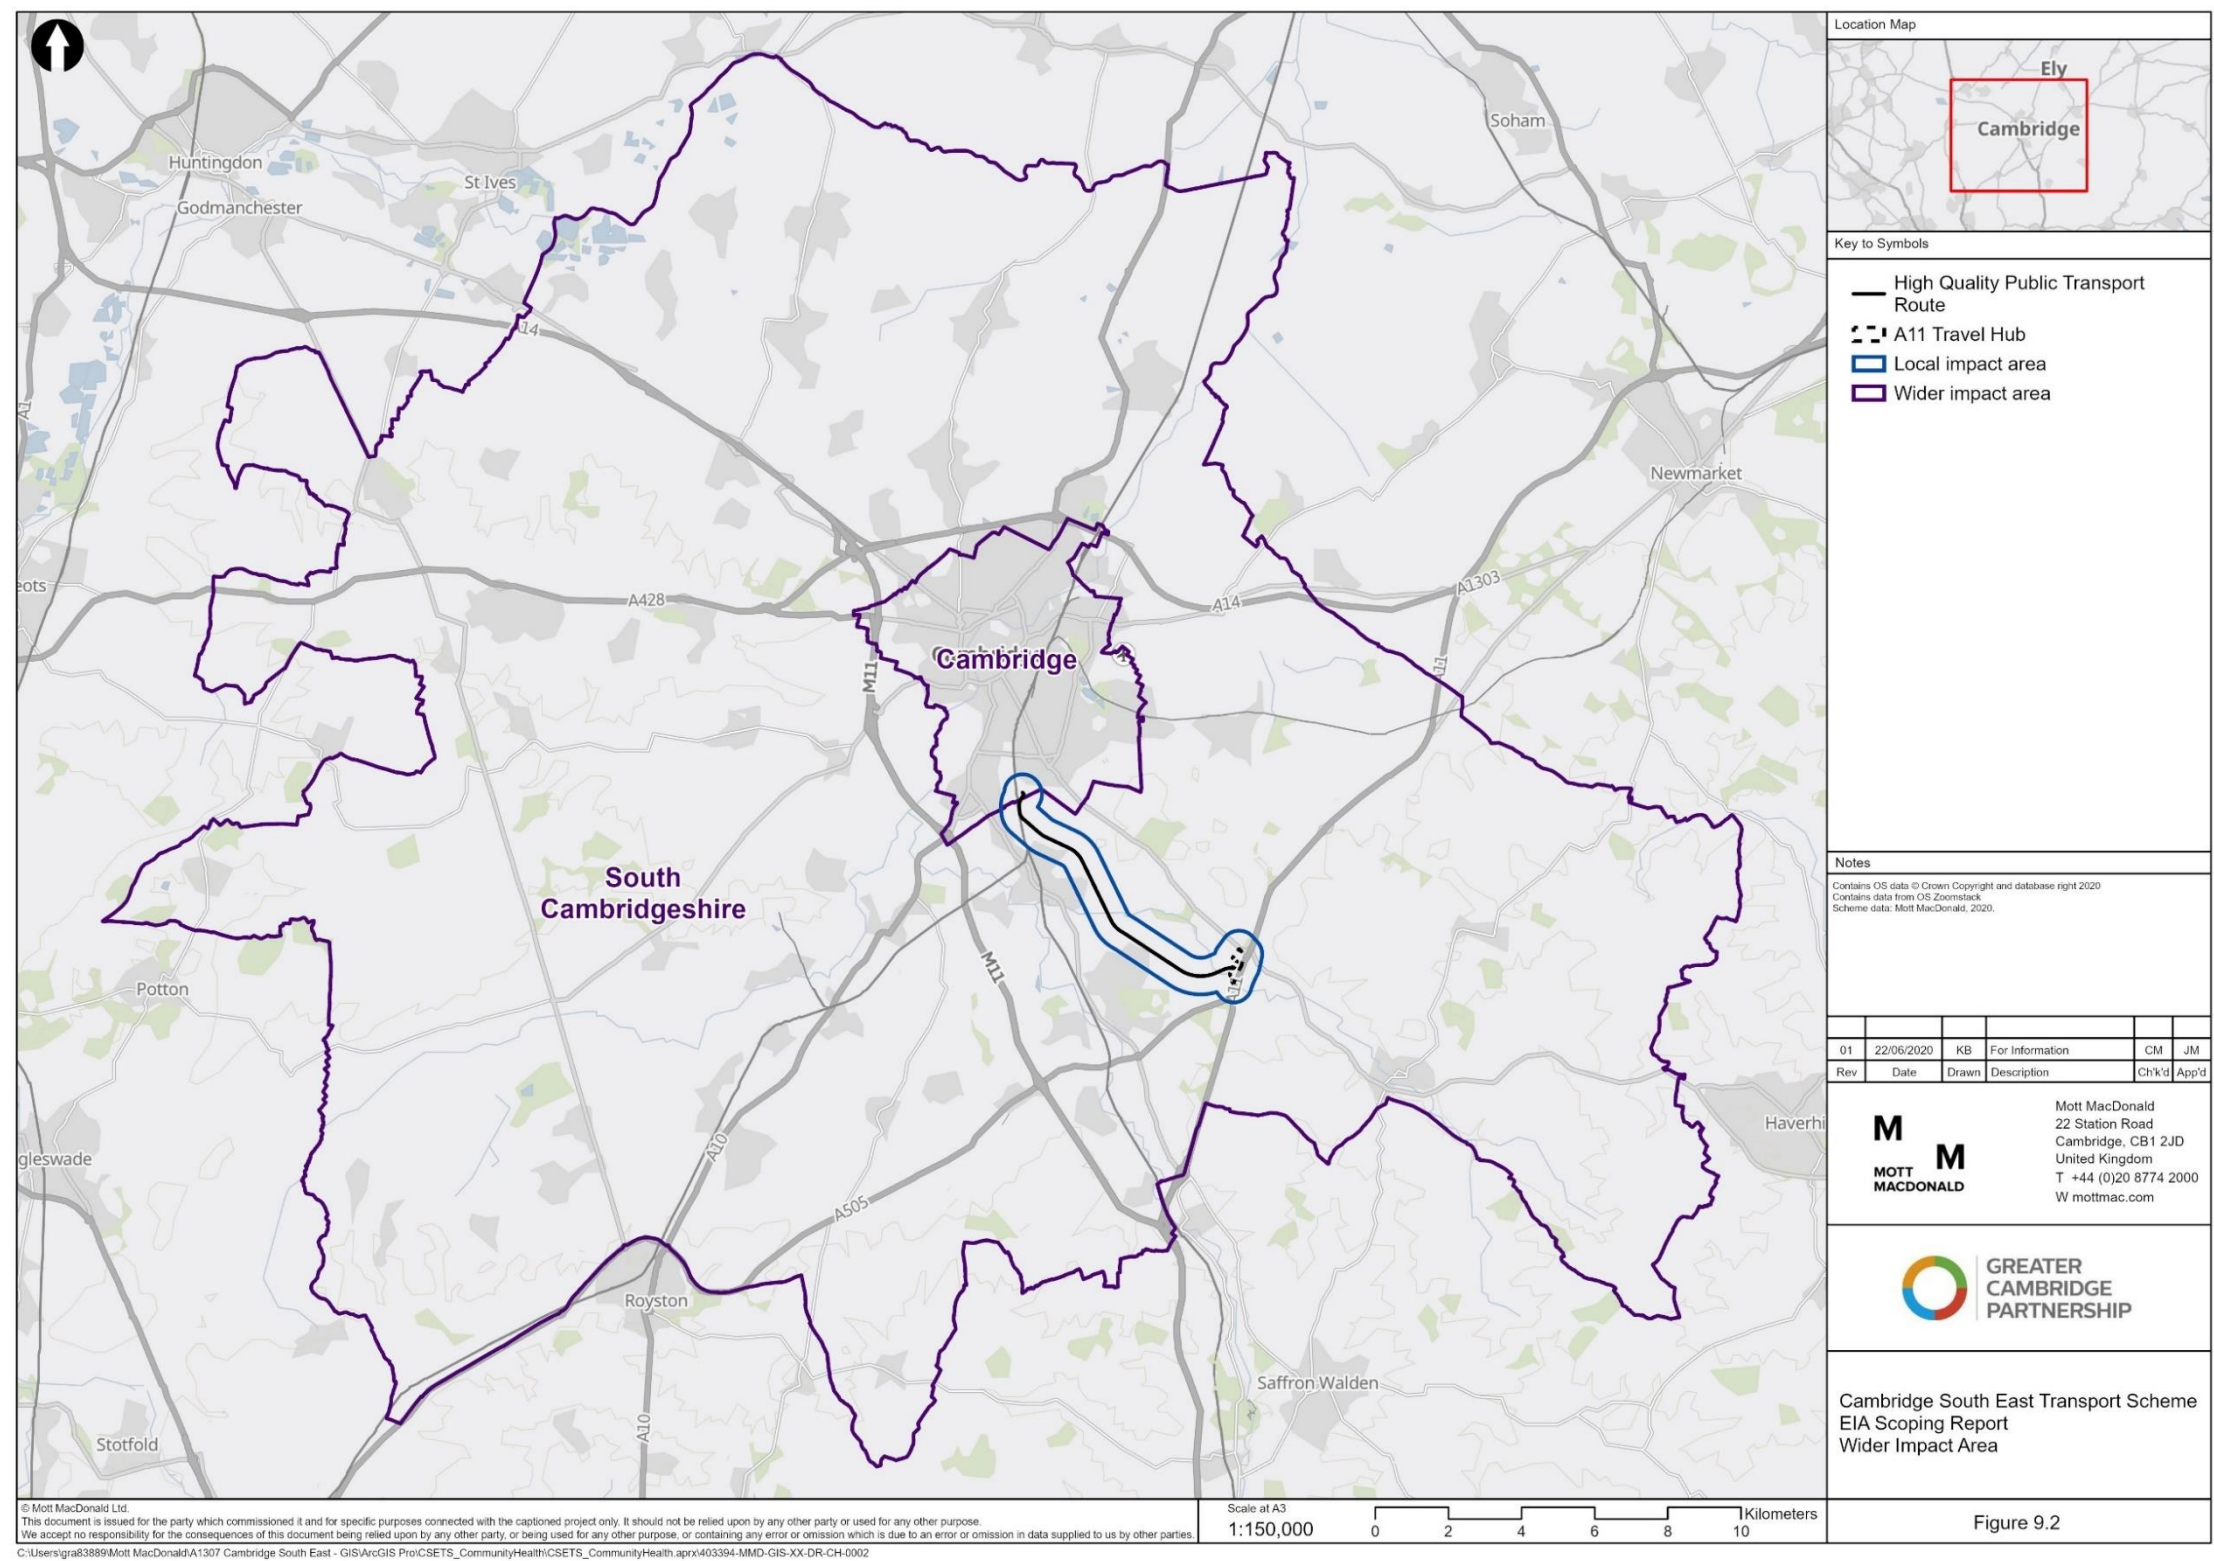 Huntingdon
Godmanchester
St Ives
Soham
A14
A1
Newmarket
eots
A428
A14
A1303
A11
M11
Cambridge
South
Cambridgeshire
Potton
M11
gleswade
A10
A505
Royston
A10
Stotfold
Saffron Walden
Haverhi
Location Map
Ely
Cambridge
Key to Symbols
High Quality Public Transport
Route
A11 Travel Hub
Local impact area
Wider impact area
Notes
Contains OS data © Crown Copyright and database right 2020
Contains data from OS Zoomstack
Scheme data: Mott MacDonald, 2020.
01 22/06/2020 KB For Information CM JM
Rev Date Drawn Description Ch'k'd App'd
M M
MOTT
MACDONALD
Mott MacDonald
22 Station Road
Cambridge, CB1 2JD
United Kingdom
T +44 (0)20 8774 2000
W mottmac.com
GREATER
CAMBRIDGE
PARTNERSHIP
Cambridge South East Transport Scheme
EIA Scoping Report
Wider Impact Area
Figure 9.2
© Mott MacDonald Ltd.
This document is issued for the party which commissioned it and for specific purposes connected with the captioned project only. It should not be relied upon by any other party or used for any other purpose.
We accept no responsibility for the consequences of this document being relied upon by any other party, or being used for any other purpose, or containing any error or omission which is due to an error or omission in data supplied to us by other parties.
Scale at A3
1:150,000
Kilometers
0 2 4 6 8 10
C:\Users\gra83889\Mott MacDonald\A1307 Cambridge South East - GIS\ArcGIS Pro\CSETS_CommunityHealth\CSETS_CommunityHealth.aprx\403394-MMD-GIS-XX-DR-CH-0002